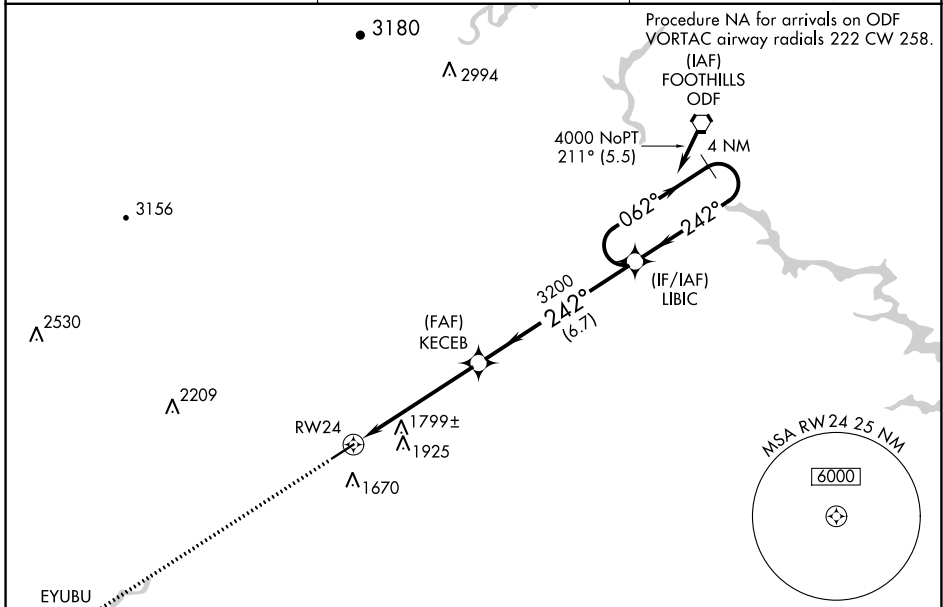 Procedure NA for arrivals on ODF
VORTAC airway radials 222 CW 258.
3180
2994
(IAF)
FOOTHILLS
ODF
4000 NoPT
211° (5.5)
4 NM
3156
062°
242°
(IF/IAF)
LIBIC
3200
242°
(6.7)
2530
(FAF)
KECEB
2209
RW24
1799±
1925
1670
MSA RW24 25 NM
6000
EYUBU